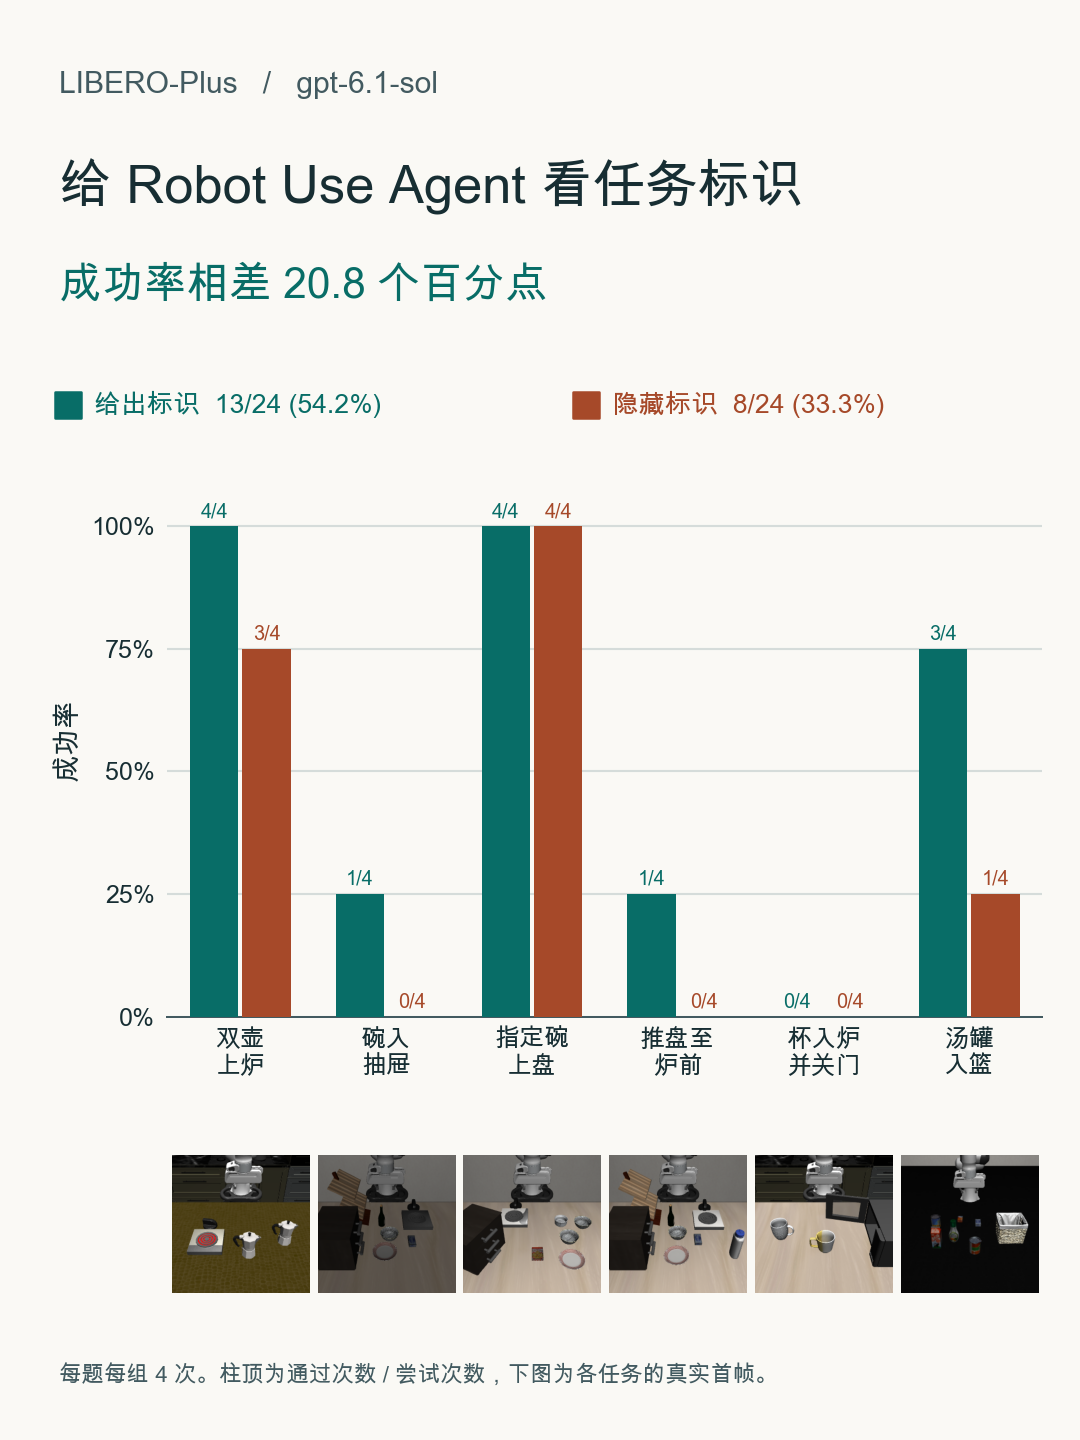 LIBERO-Plus / gpt-6.1-sol
给 Robot Use Agent 看任务标识
成功率相差 20.8 个百分点
给出标识 13/24 (54.2%)
隐藏标识 8/24 (33.3%)
成功率
100%
75%
50%
25%
0%
4/4
3/4
1/4
0/4
4/4
4/4
1/4
0/4
0/4
0/4
3/4
1/4
双壶
上炉
碗入
抽屉
指定碗
上盘
推盘至
炉前
杯入炉
并关门
汤罐
入篮
每题每组 4 次。柱顶为通过次数 / 尝试次数，下图为各任务的真实首帧。